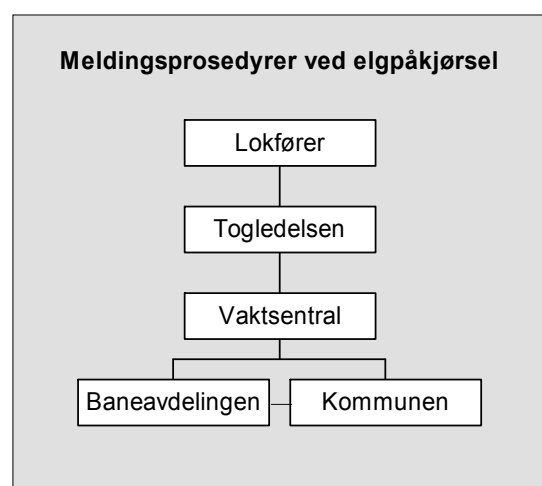 Meldingsprosedyrer ved elgpåkjørsel
Lokfører
Togledelsen
Vaktsentral
Baneavdelingen
Kommunen